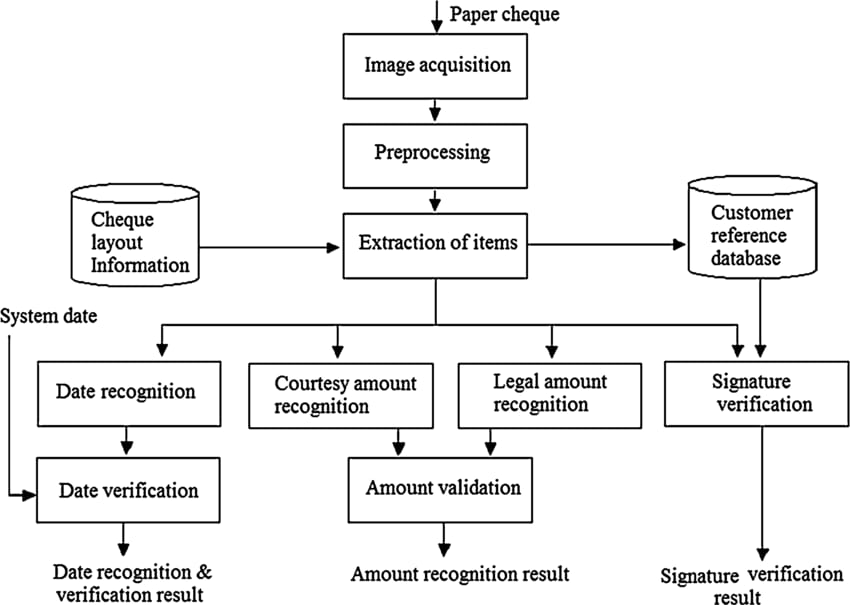 Paper cheque
Image acquisition
Preprocessing
Cheque
layout
Information
Extraction of items
Customer
reference
database
System date
Date recognition
Courtesy amount
recognition
Legal amount
recognition
Signature
verification
Date verification
Amount validation
Date recognition &
verification result
Amount recognition result
Signature verification
result